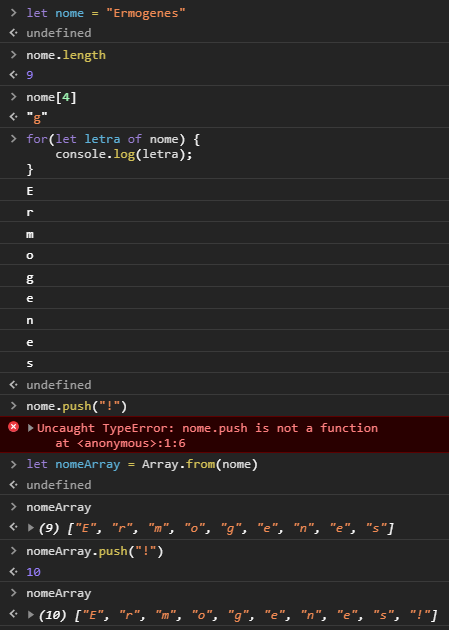 > let nome = "Ermogenes"
<· undefined
> nome.length
<· 9
> nome[4]
<· "g"
> for(let letra of nome) {
console.log(letra);
}
E
r
m
o
g
e
n
e
s
<· undefined
> nome.push("!")
▶Uncaught TypeError: nome.push is not a function
at <anonymous>:1:6
> let nomeArray = Array.from(nome)
<· undefined
> nomeArray
<· ▶(9) ["E", "r", "m", "o", "g", "e", "n", "e", "s"]
> nomeArray.push("!")
<· 10
> nomeArray
<· ▶(10) ["E", "r", "m", "o", "g", "e", "n", "e", "s", "!"]